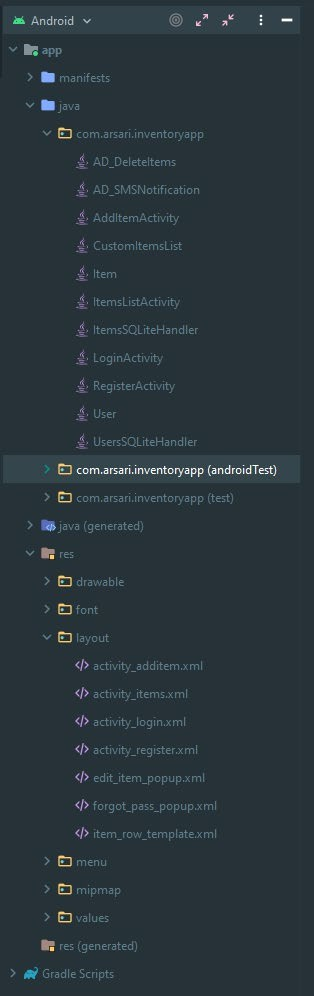 Android
app
manifests
java
com.arsari.inventoryapp
AD_DeleteItems
AD_SMSNotification
AddItemActivity
CustomItemsList
Item
ItemsListActivity
ItemsSQLiteHandler
LoginActivity
RegisterActivity
User
UsersSQLiteHandler
com.arsari.inventoryapp (androidTest)
com.arsari.inventoryapp (test)
java (generated)
res
drawable
font
layout
activity_additem.xml
activity_items.xml
activity_login.xml
activity_register.xml
edit_item_popup.xml
forgot_pass_popup.xml
item_row_template.xml
menu
mipmap
values
res (generated)
Gradle Scripts